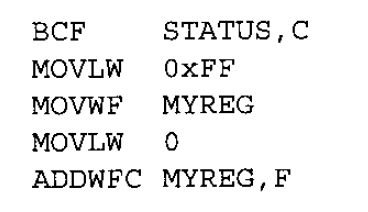 BCF STATUS,C
MOVLW 0xFF
MOVWF MYREG
MOVLW 0
ADDWFC MYREG,F